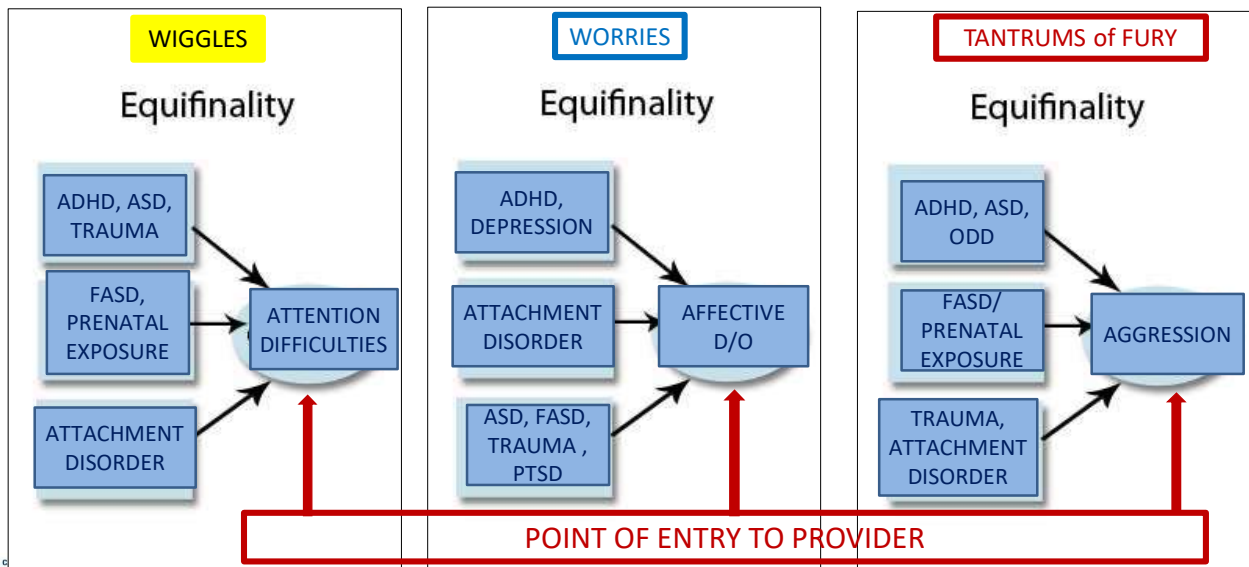 WIGGLES
Equifinality
ADHD, ASD,
TRAUMA
FASD,
PRENATAL
EXPOSURE
ATTACHMENT
DISORDER
ATTENTION
DIFFICULTIES
WORRIES
Equifinality
ADHD,
DEPRESSION
ATTACHMENT
DISORDER
ASD, FASD,
TRAUMA ,
PTSD
AFFECTIVE
D/O
TANTRUMS of FURY
Equifinality
ADHD, ASD,
ODD
FASD/
PRENATAL
EXPOSURE
TRAUMA,
ATTACHMENT
DISORDER
AGGRESSION
POINT OF ENTRY TO PROVIDER
c